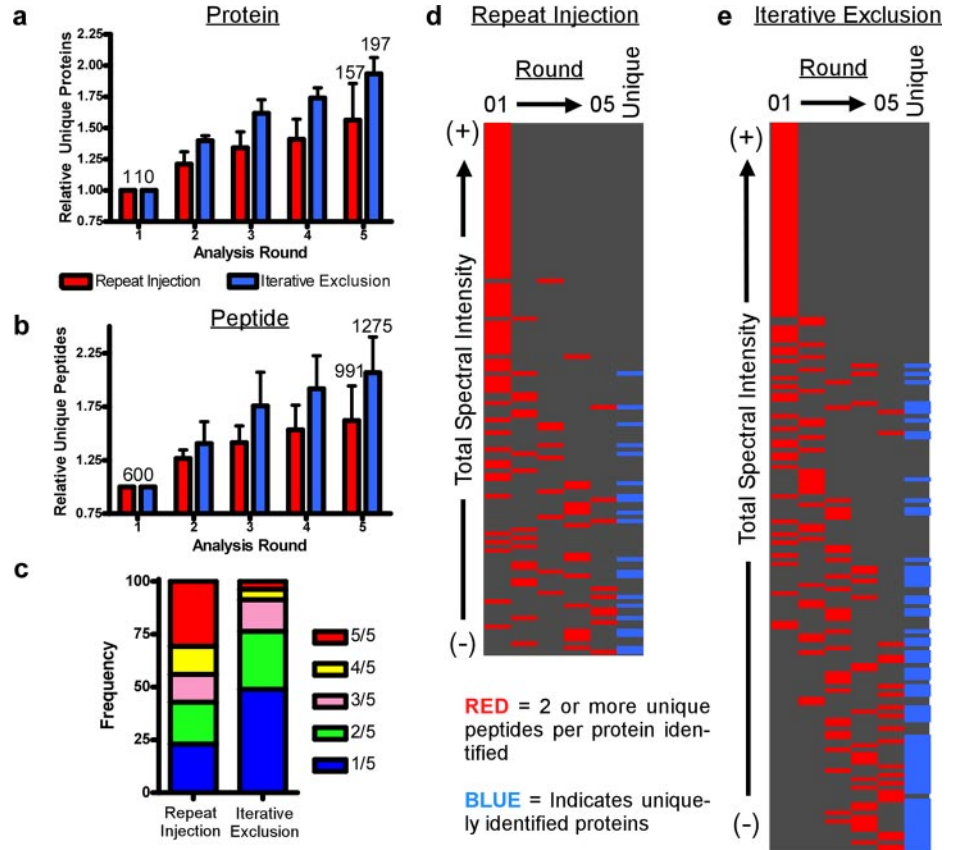 a
Protein
Relative Unique Proteins
2.25
2.00
1.75
1.50
1.25
1.00
0.75
110
157
197
1 2 3 4 5
Analysis Round
Repeat Injection
Iterative Exclusion
b
Peptide
Relative Unique Peptides
2.25
1.75
1.25
0.75
600
991
1275
1 2 3 4 5
Analysis Round
c
Frequency
100
75
50
25
0
Repeat
Injection
Iterative
Exclusion
5/5
4/5
3/5
2/5
1/5
d
Repeat Injection
Round
01 05
Unique
(+)
Total Spectral Intensity
(-)
RED = 2 or more unique
peptides per protein iden-
tified
BLUE = Indicates unique-
ly identified proteins
e
Iterative Exclusion
Round
01 05
Unique
(+)
Total Spectral Intensity
(-)